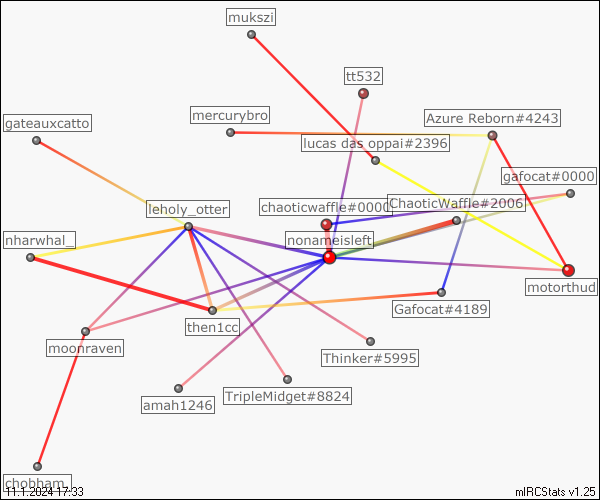 mukszi
tt532
mercurybro
Azure Reborn#4243
gateauxcatto
lucas das oppai#2396
gafocat#0000
leholy_otter
chaoticwaffle#0000
ChaoticWaffle#2006
nharwhal_
nonameisleft
motorthud
Gafocat#4189
then1cc
moonraven
Thinker#5995
TripleMidget#8824
amah1246
chobham_
11.1.2024 17:33
mIRCStats v1.25